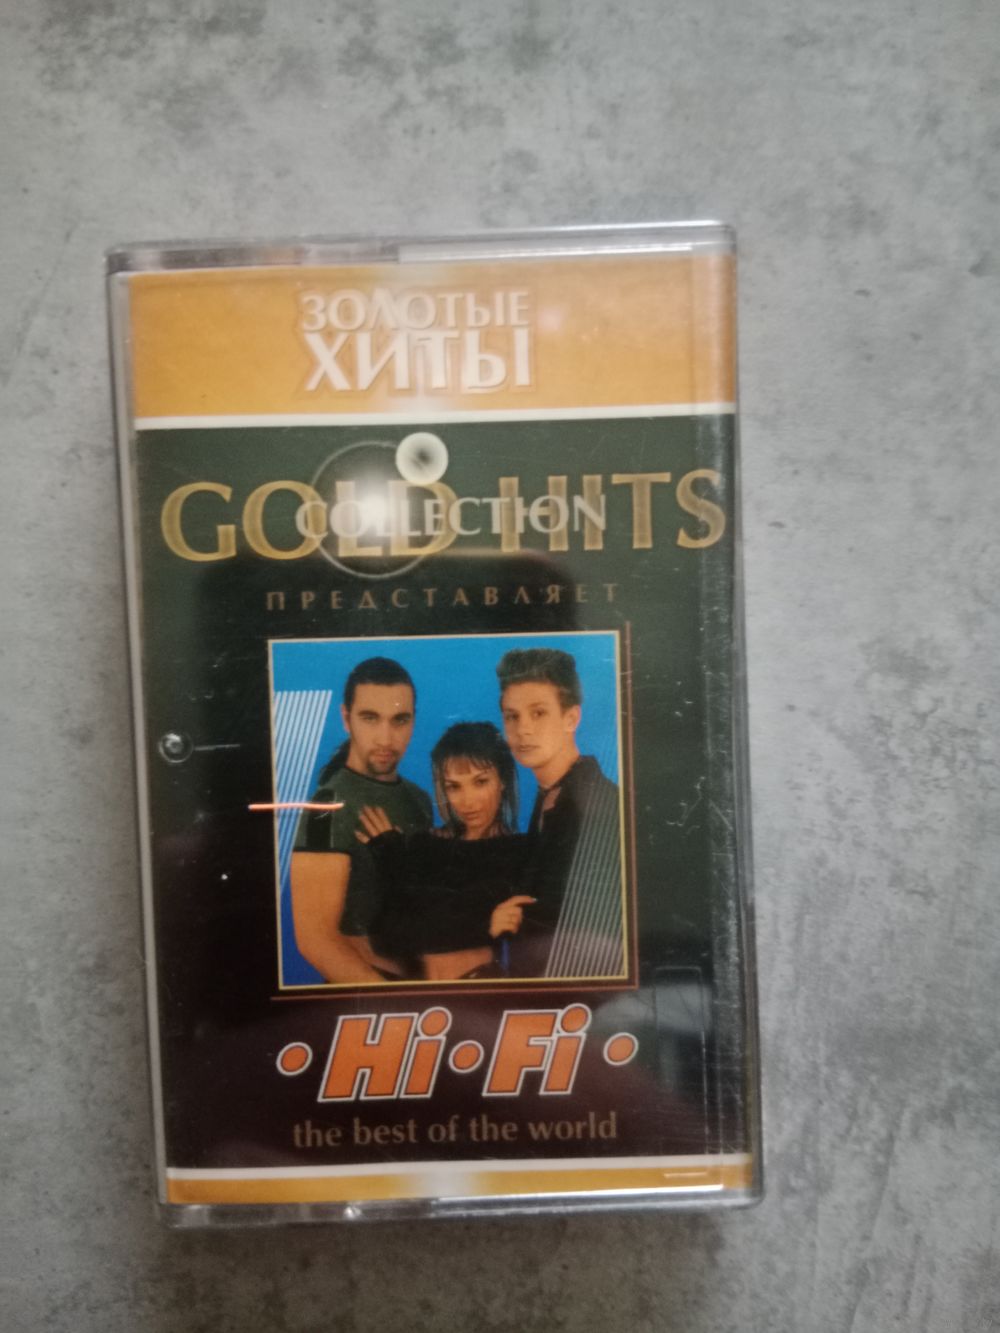 ЗОЛОТЫЕ
ХИТЫ
GOLD HITS
COLLECTION
ПРЕДСТАВЛЯЕТ
•Hi•Fi•
the best of the world